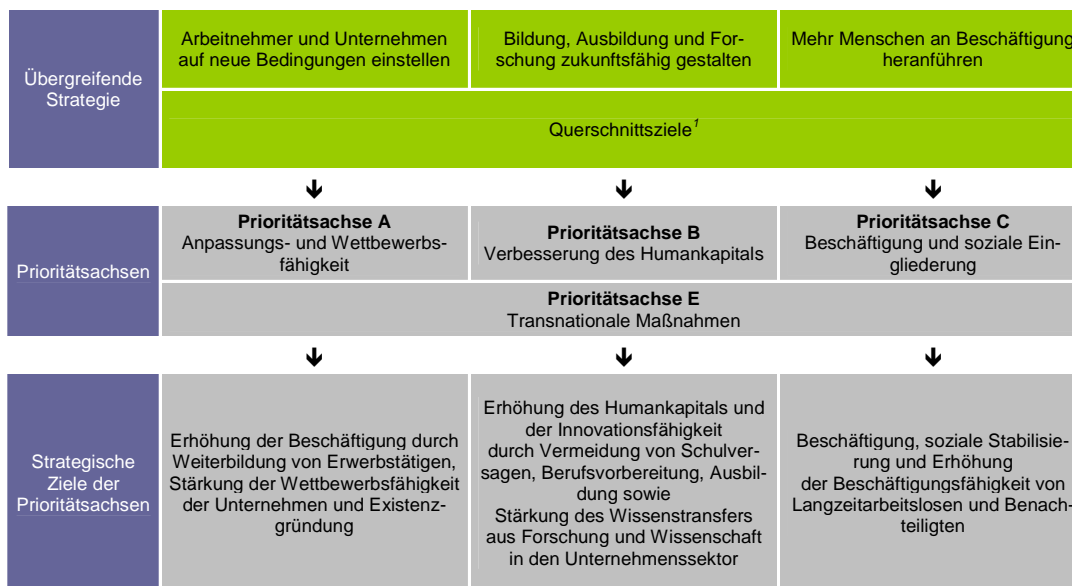 Übergreifende
Strategie
Arbeitnehmer und Unternehmen
auf neue Bedingungen einstellen
Bildung, Ausbildung und For-
schung zukunftsfähig gestalten
Mehr Menschen an Beschäftigung
heranführen
Querschnittsziele¹
Prioritätsachsen
Prioritätsachse A
Anpassungs- und Wettbewerbs-
fähigkeit
Prioritätsachse B
Verbesserung des Humankapitals
Prioritätsachse C
Beschäftigung und soziale Ein-
gliederung
Prioritätsachse E
Transnationale Maßnahmen
Strategische
Ziele der
Prioritätsachsen
Erhöhung der Beschäftigung durch
Weiterbildung von Erwerbstätigen,
Stärkung der Wettbewerbsfähigkeit
der Unternehmen und Existenz-
gründung
Erhöhung des Humankapitals und
der Innovationsfähigkeit
durch Vermeidung von Schulver-
sagen, Berufsvorbereitung, Ausbil-
dung sowie
Stärkung des Wissenstransfers
aus Forschung und Wissenschaft
in den Unternehmenssektor
Beschäftigung, soziale Stabilisie-
rung und Erhöhung
der Beschäftigungsfähigkeit von
Langzeitarbeitslosen und Benach-
teiligten